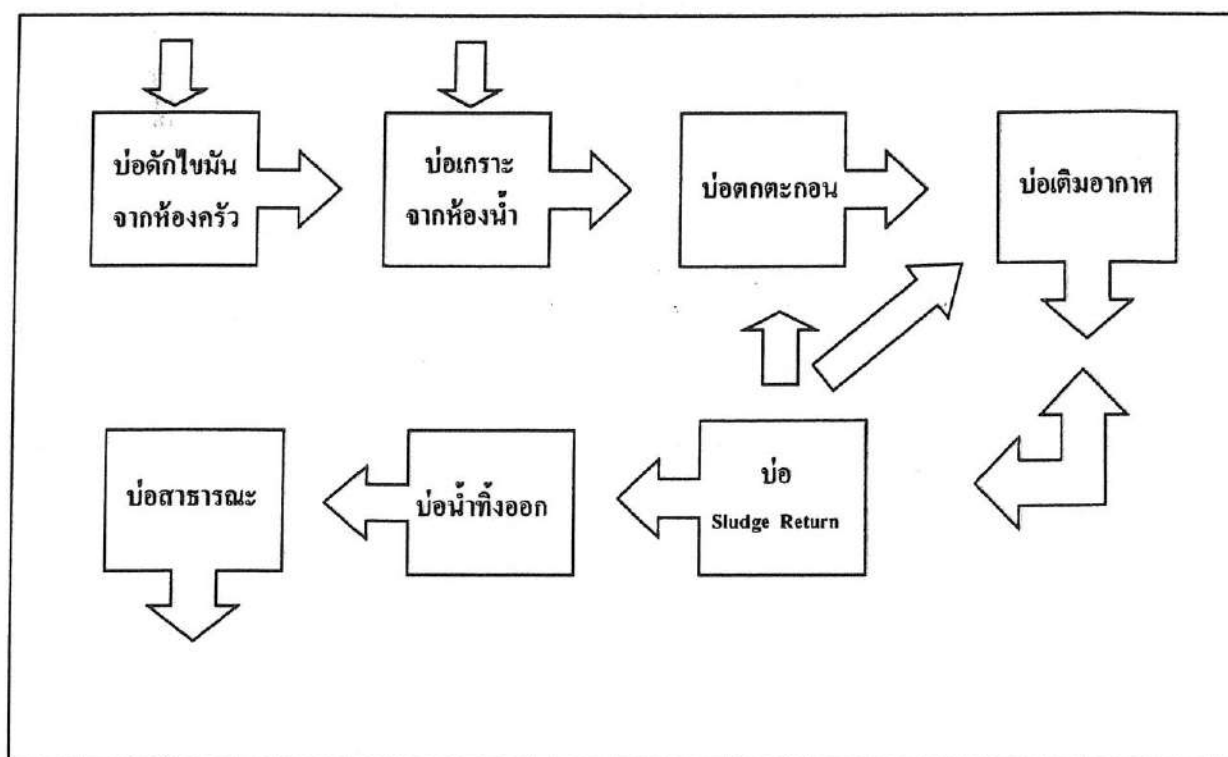 บ่อดักไขมัน
จากห้องครัว
บ่อเกราะ
จากห้องน้ำ
บ่อตกตะกอน
บ่อเติมอากาศ
บ่อสาธารณะ
บ่อน้ำทิ้งออก
บ่อ
Sludge Return